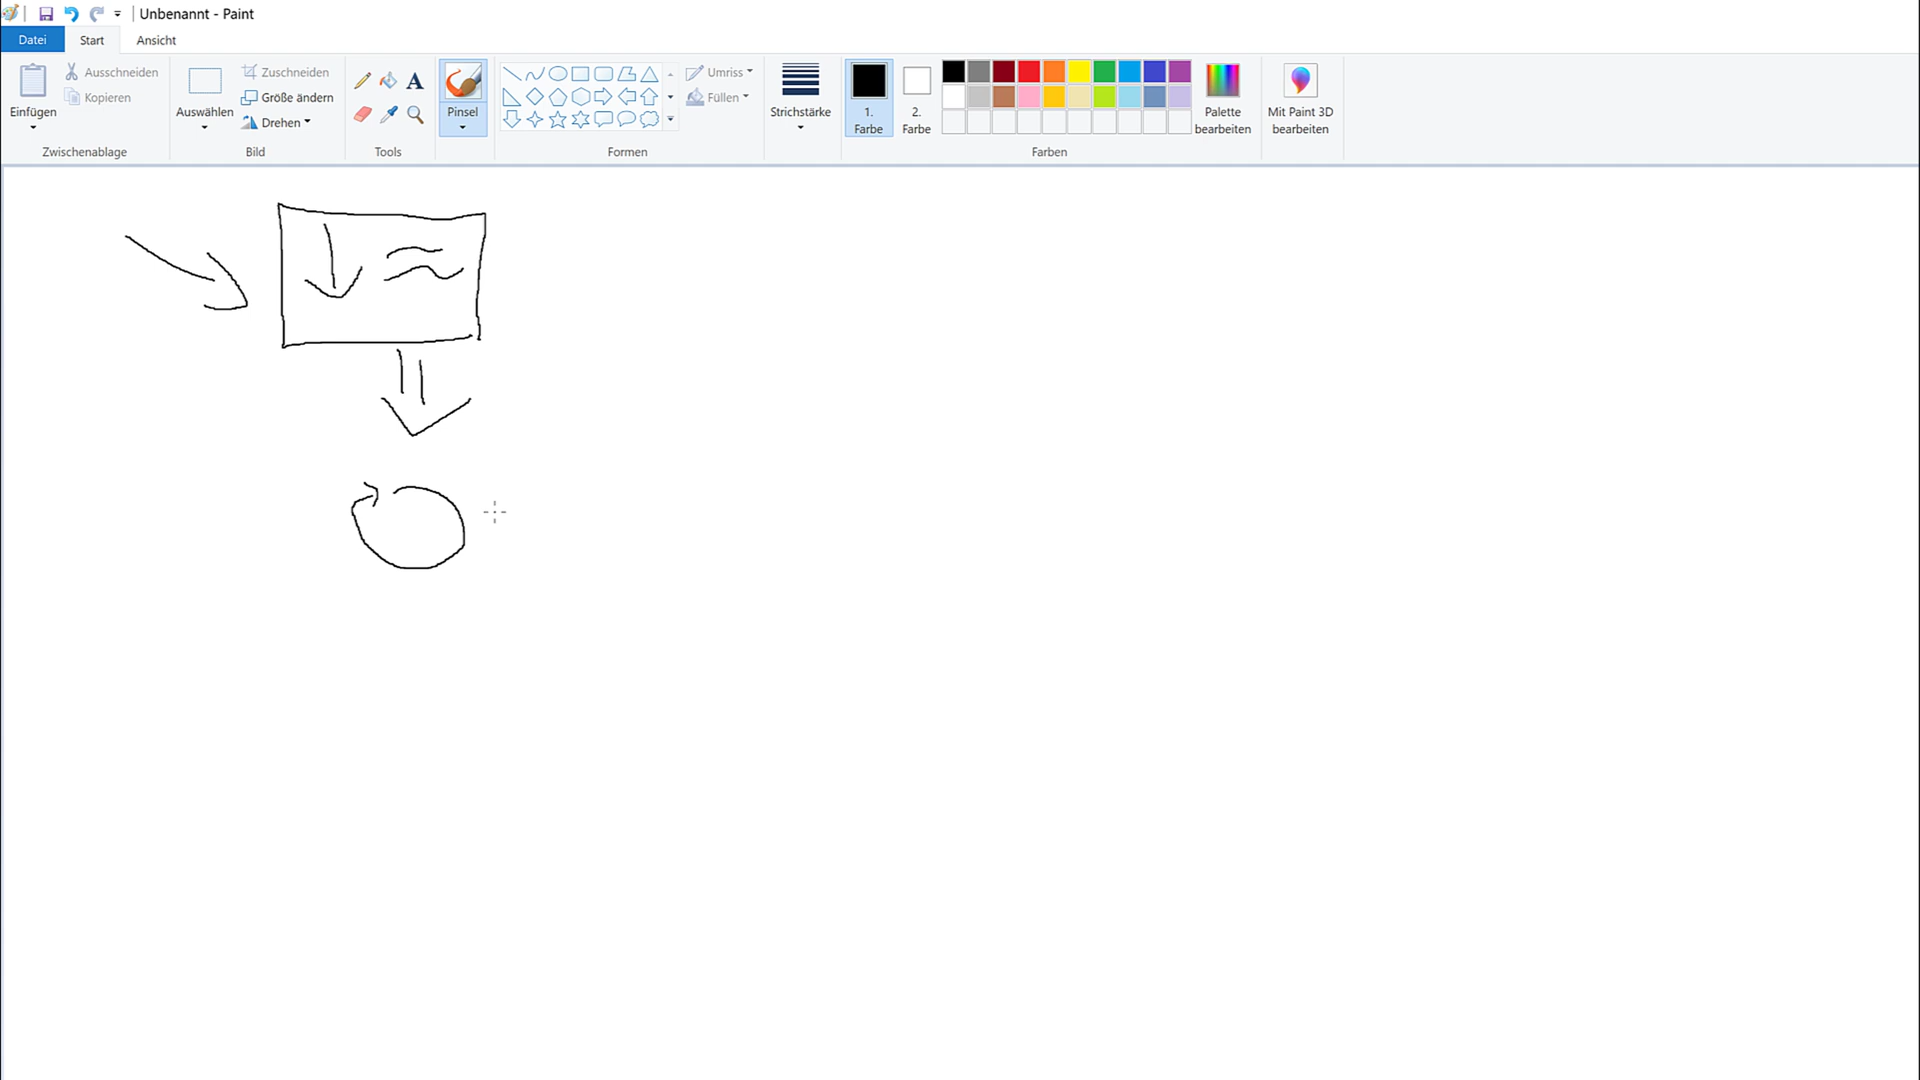 Unbenannt - Paint
Datei Start Ansicht
Einfügen
Ausschneiden
Kopieren
Zwischenablage
Auswählen
Zuschneiden
Größe ändern
Drehen
Bild
A
Tools
Pinsel
Umriss
Füllen
Formen
Strichstärke
1.
Farbe
2.
Farbe
Palette
bearbeiten
Farben
Mit Paint 3D
bearbeiten